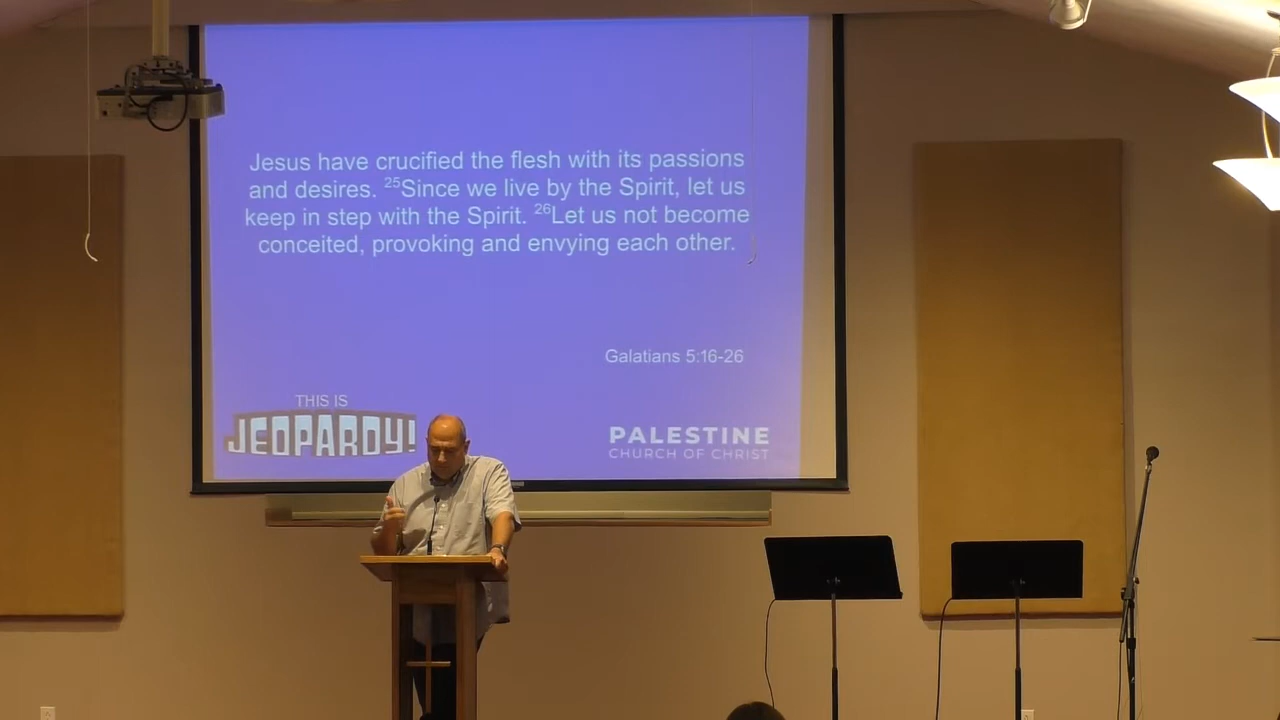 Jesus have crucified the flesh with its passions
and desires. ²⁵Since we live by the Spirit, let us
keep in step with the Spirit. ²⁶Let us not become
conceited, provoking and envying each other.
Galatians 5:16-26
THIS IS
JEOPARDY!
PALESTINE
CHURCH OF CHRIST